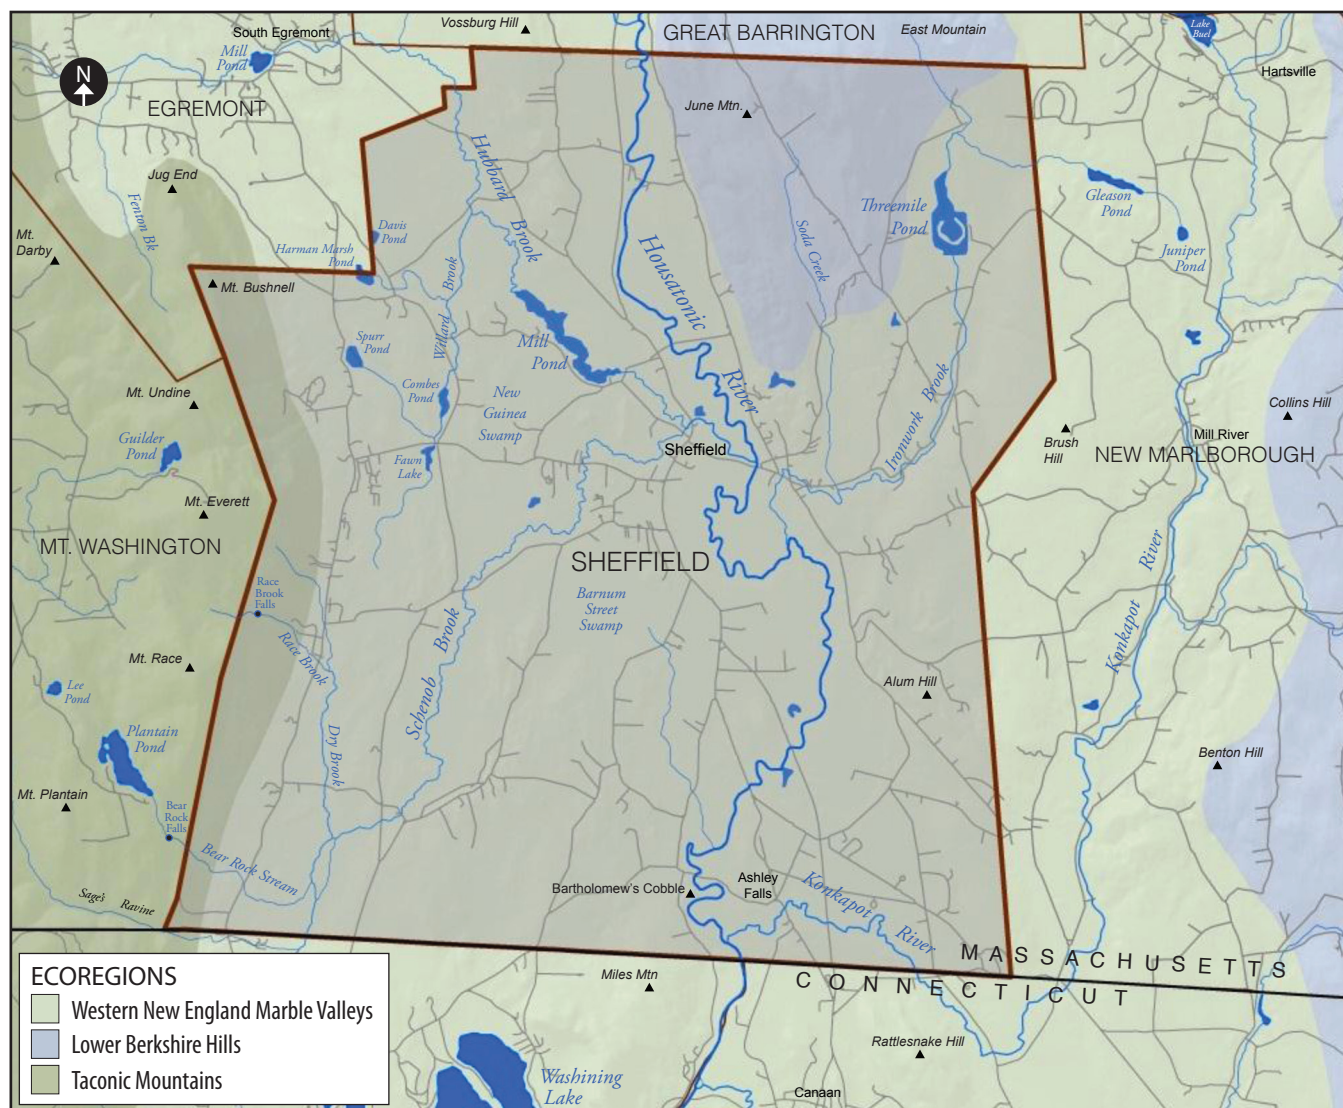 Vossburg Hill
South Egremont
GREAT BARRINGTON
East Mountain
Lake
Buel
Mill
Pond
Hartsville
N
EGREMONT
June Mtn.
Hubbard
Brook
Jug End
Fenton Bk
Gleason
Pond
Threemile
Pond
Davis
Pond
Soda Creek
Mt.
Darby
Harman Marsh
Pond
Housatonic
River
Juniper
Pond
Mt. Bushnell
Willard Brook
Spurr
Pond
Mill
Pond
Combes
Pond
New
Guinea
Swamp
Mt. Undine
Ironwork Brook
Collins Hill
Guilder
Pond
Brush
Hill
Mill River
Sheffield
NEW MARLBOROUGH
Fawn
Lake
Mt. Everett
MT. WASHINGTON
SHEFFIELD
Konkapot River
Race
Brook
Falls
Barnum
Street
Swamp
Race Brook
Schenob Brook
Mt. Race
Alum Hill
Lee
Pond
Dry Brook
Plantain
Pond
Benton Hill
Mt. Plantain
Bear
Rock
Falls
Bear Rock Stream
Ashley
Falls
Bartholomew's Cobble
Konkapot
River
Sage's Ravine
MASSACHUSETTS
CONNECTICUT
Miles Mtn
ECOREGIONS
Western New England Marble Valleys
Lower Berkshire Hills
Taconic Mountains
Rattlesnake Hill
Washining
Lake
Canaan